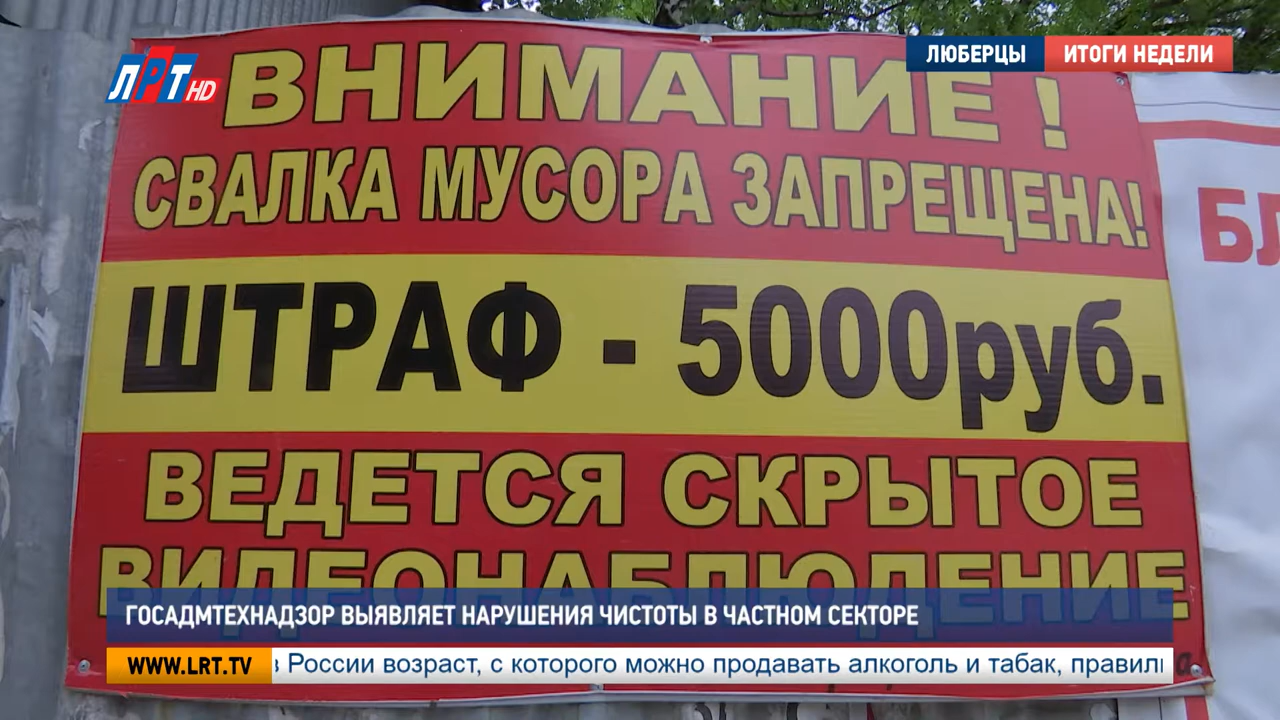 ЛРТ HD
ЛЮБЕРЦЫ ИТОГИ НЕДЕЛИ
ВНИМАНИЕ !
СВАЛКА МУСОРА ЗАПРЕЩЕНА!
ШТРАФ - 5000руб.
ВЕДЕТСЯ СКРЫТОЕ
ВИДЕОНАБЛЮДЕНИЕ
ГОСАДМТЕХНАДЗОР ВЫЯВЛЯЕТ НАРУШЕНИЯ ЧИСТОТЫ В ЧАСТНОМ СЕКТОРЕ
WWW.LRT.TV в России возраст, с которого можно продавать алкоголь и табак,